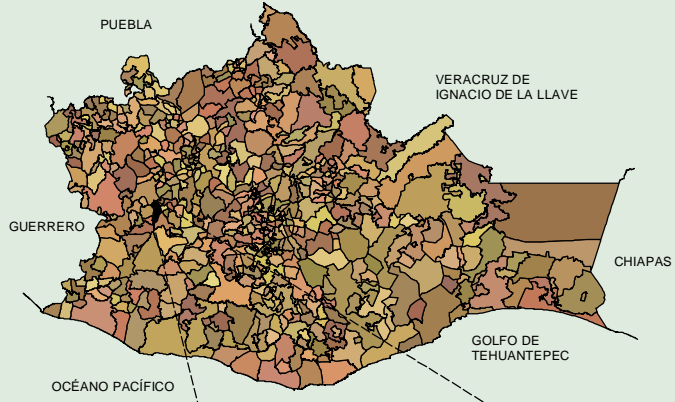 PUEBLA
VERACRUZ DE
IGNACIO DE LA LLAVE
GUERRERO
CHIAPAS
GOLFO DE
TEHUANTEPEC
OCÉANO PACÍFICO